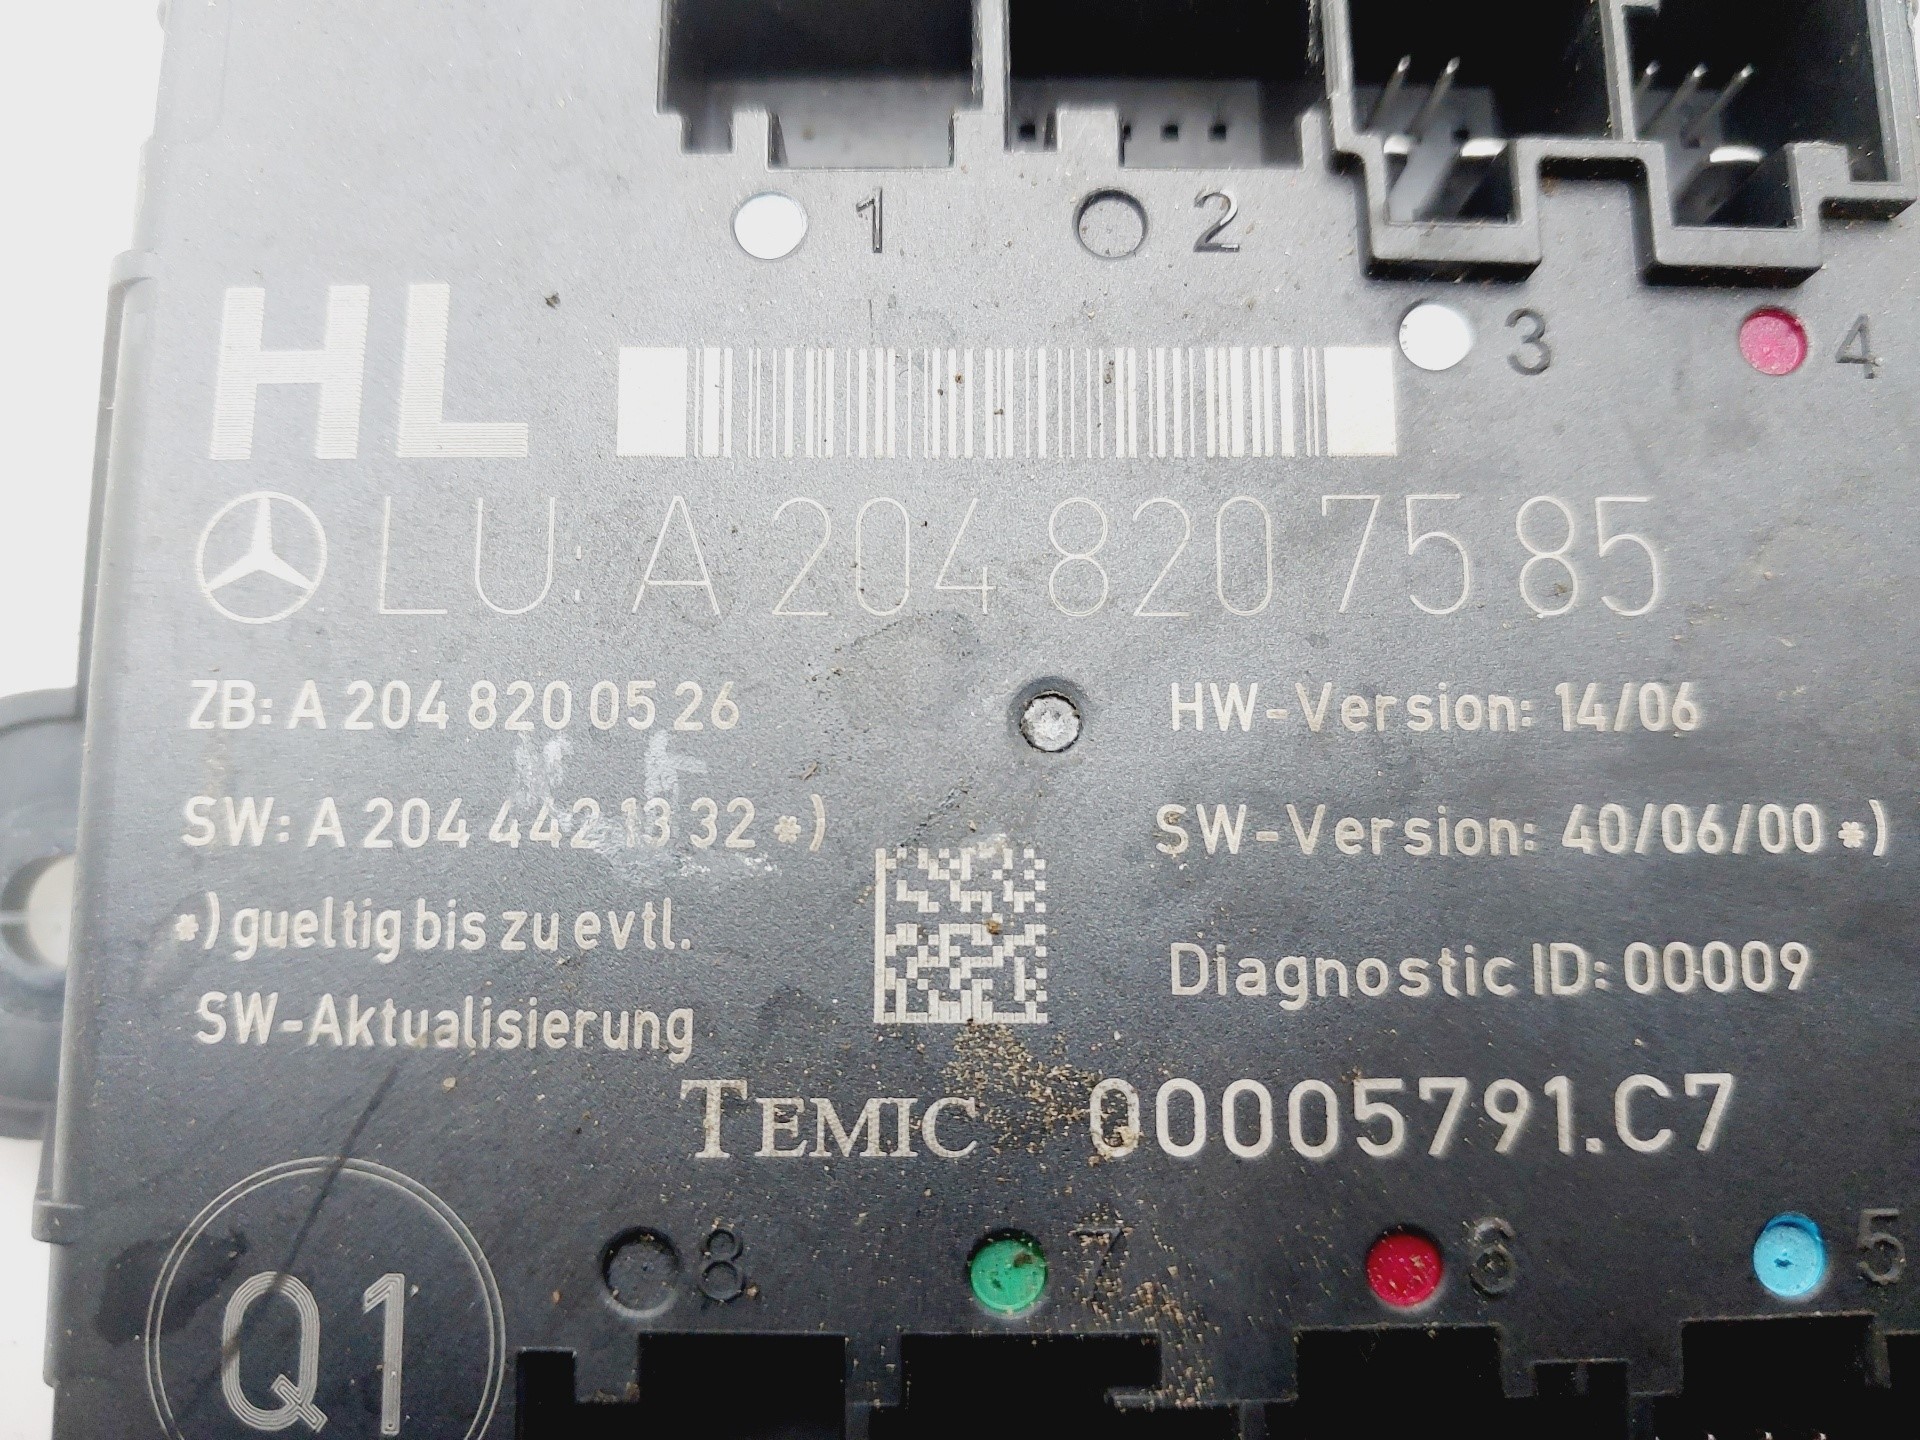 1 2
3 4
HL
LU: A 204 820 75 85
ZB: A 204 820 05 26
HW-Version: 14/06
SW: A 204 442 13 32 *)
SW-Version: 40/06/00 *)
*) gueltig bis zu evtl.
SW-Aktualisierung
Diagnostic ID: 00009
TEMIC 00005791.C7
8 7 6 5
Q1